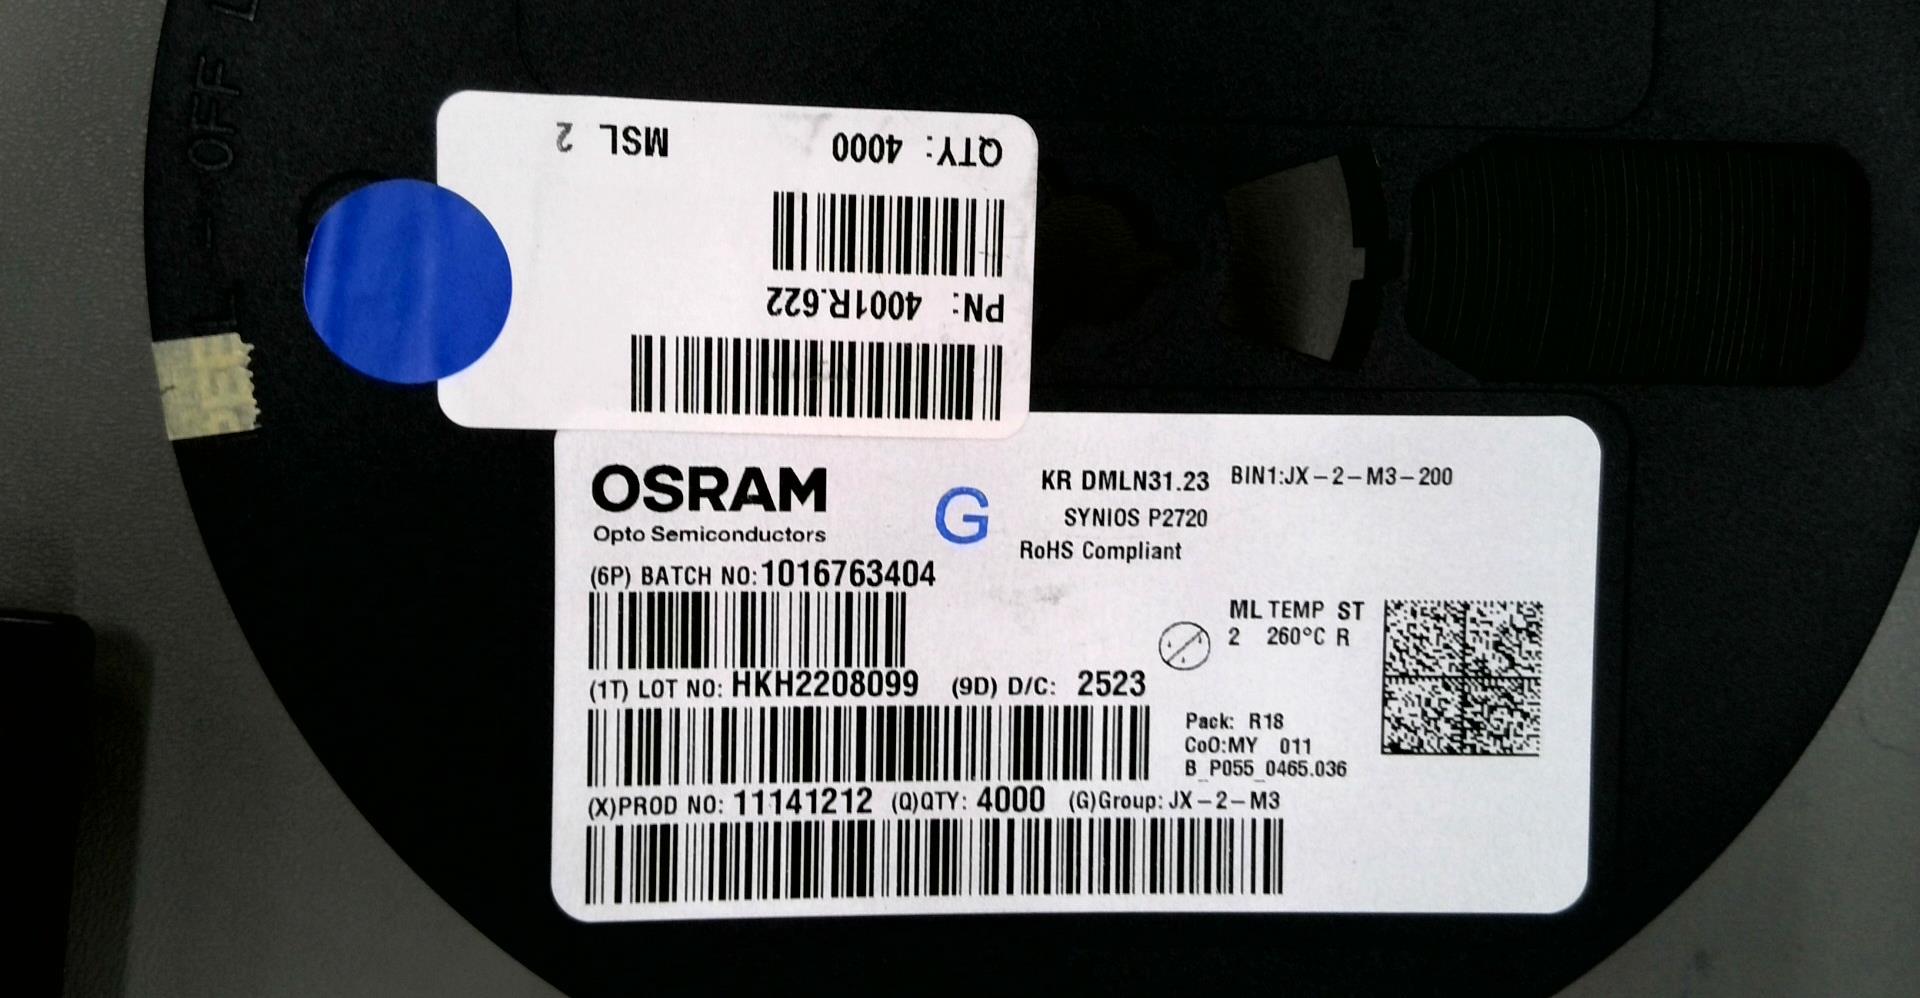 L-OFF
QTY: 4000 MSL 2
PN: 4001R.622
OSRAM
Opto Semiconductors
G
KR DMLN31.23 BIN1:JX-2-M3-200
SYNIOS P2720
RoHS Compliant
(6P) BATCH NO:1016763404
ML TEMP ST
2 260°C R
(1T) LOT NO: HKH2208099 (9D) D/C: 2523
Pack: R18
CoO:MY 011
B_P055_0465.036
(X)PROD NO: 11141212 (Q)QTY: 4000 (G)Group: JX-2-M3